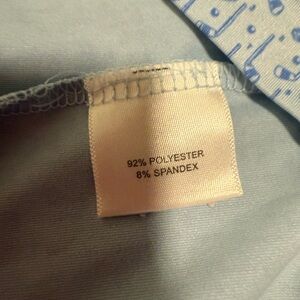 92% POLYESTER
8% SPANDEX